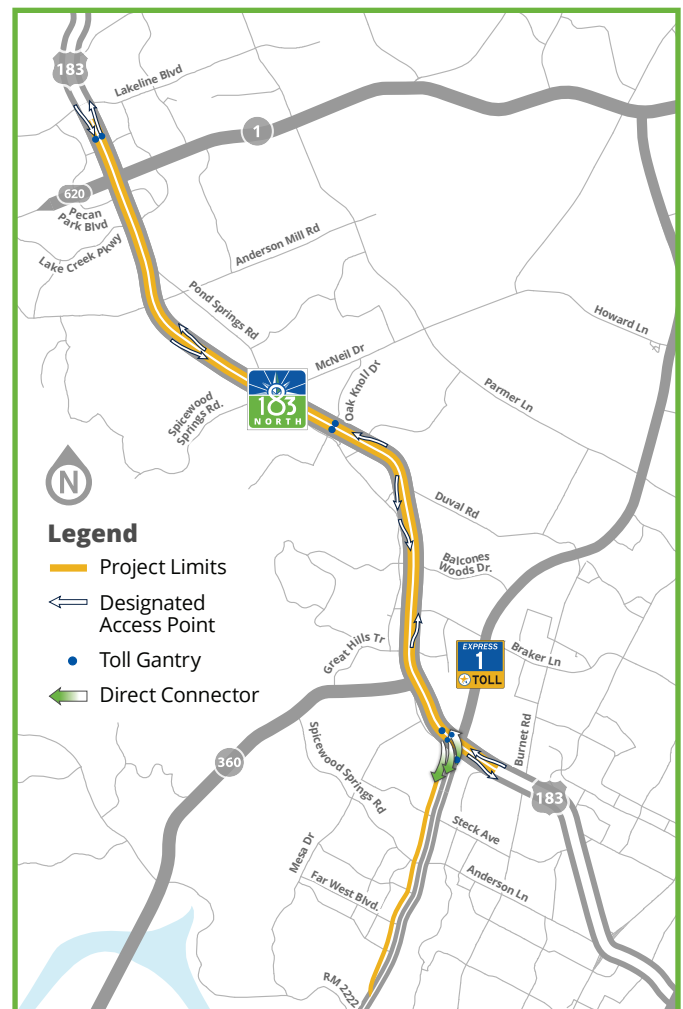 183
Lakeline Blvd
1
620
Pecan
Park Blvd
Lake Creek Pkwy
Anderson Mill Rd
Pond Springs Rd
Howard Ln
McNeil Dr
Oak Knoll Dr
Parmer Ln
Spicewood
Springs Rd.
183
NORTH
N
Duval Rd
Legend
Project Limits
Designated
Access Point
Toll Gantry
Direct Connector
Balcones
Woods Dr.
Great Hills Tr
EXPRESS
1
TOLL
Braker Ln
Burnet Rd
360
Spicewood
Springs Rd
183
Steck Ave
Mesa Dr
Anderson Ln
Far West Blvd.
RM 2222